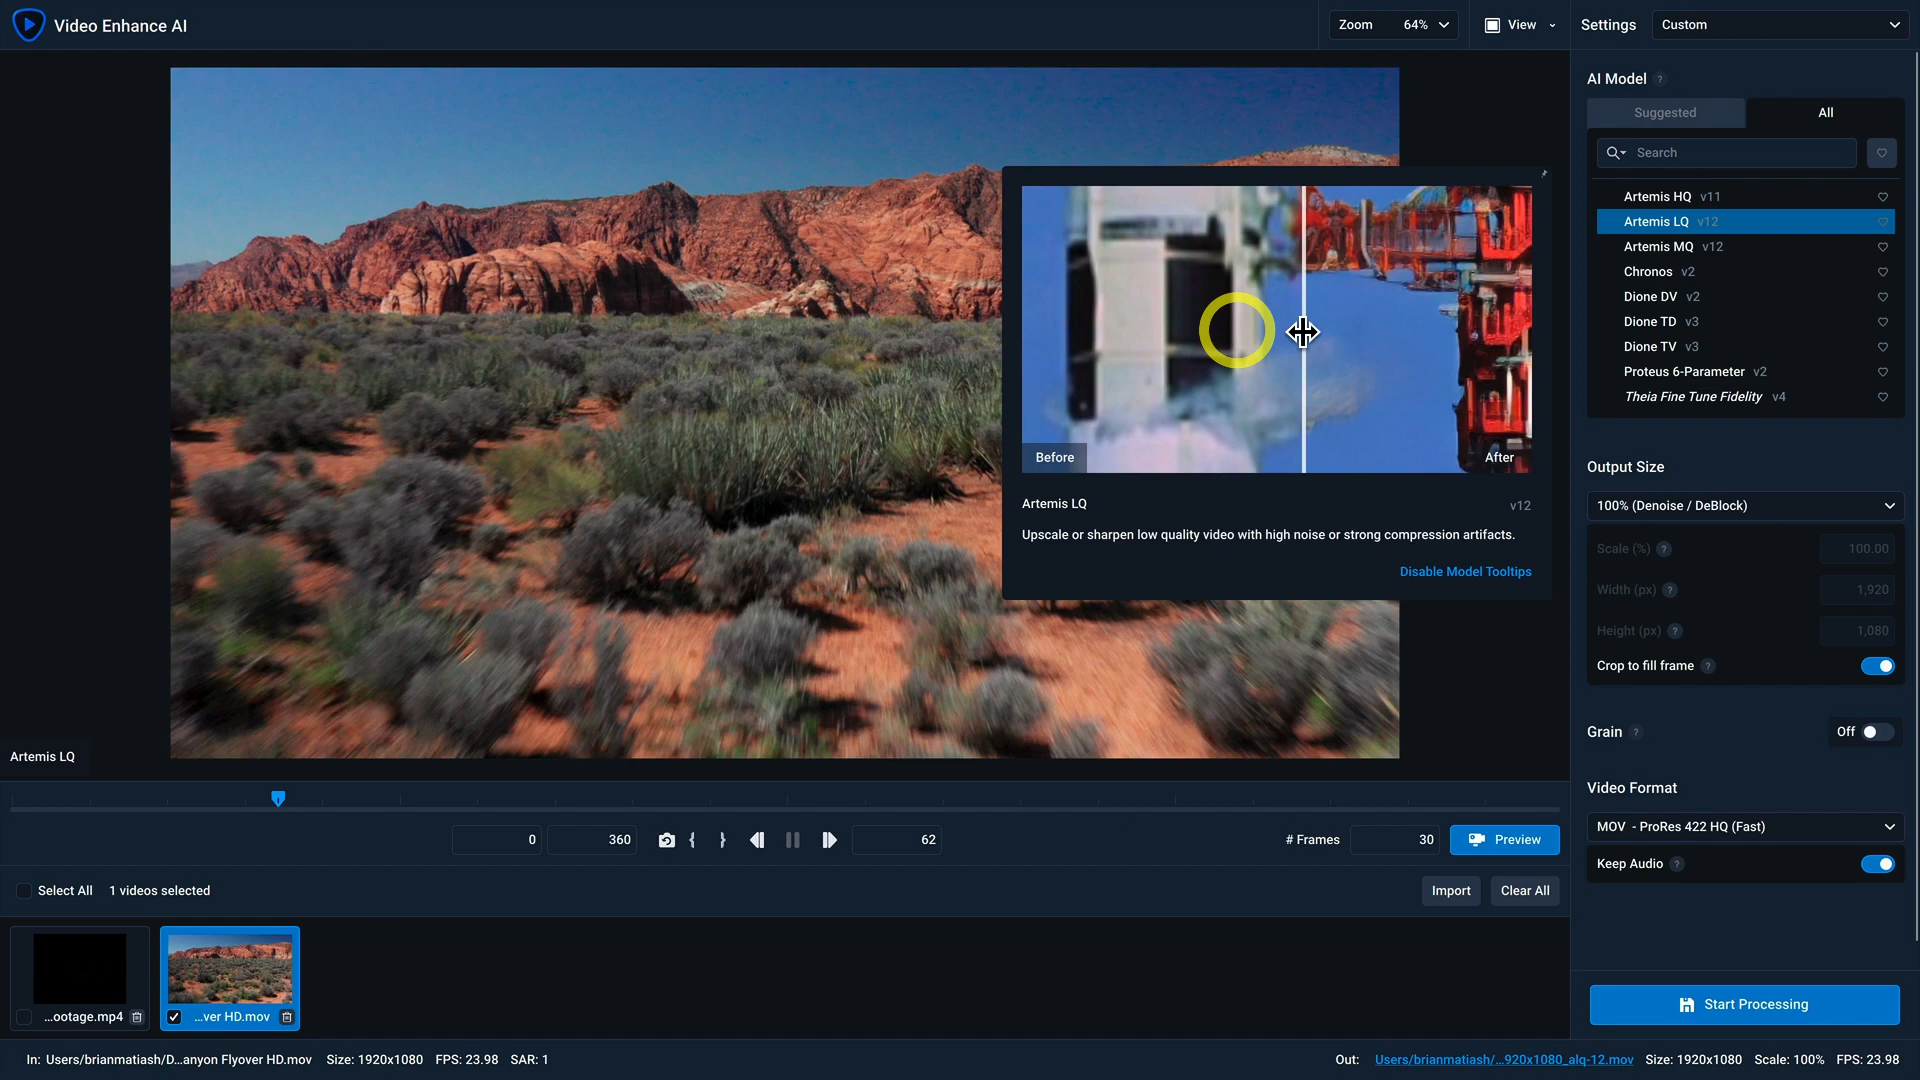 Video Enhance AI
Zoom 64%
View
Settings
Custom
AI Model ?
Suggested
All
Search
Artemis HQ v11
Artemis LQ v12
Artemis MQ v12
Chronos v2
Dione DV v2
Dione TD v3
Dione TV v3
Proteus 6-Parameter v2
Theia Fine Tune Fidelity v4
Before
After
Artemis LQ v12
Upscale or sharpen low quality video with high noise or strong compression artifacts.
Disable Model Tooltips
Output Size
100% (Denoise / DeBlock)
Scale (%) ? 100.00
Width (px) ? 1,920
Height (px) ? 1,080
Crop to fill frame ?
Grain ? Off
Video Format
MOV - ProRes 422 HQ (Fast)
Keep Audio ?
Artemis LQ
0
360
{ }
62
# Frames 30
Preview
Select All 1 videos selected
Import
Clear All
...ootage.mp4
...ver HD.mov
Start Processing
In: Users/brianmatiash/D...anyon Flyover HD.mov Size: 1920x1080 FPS: 23.98 SAR: 1
Out: Users/brianmatiash/...920x1080_alq-12.mov Size: 1920x1080 Scale: 100% FPS: 23.98